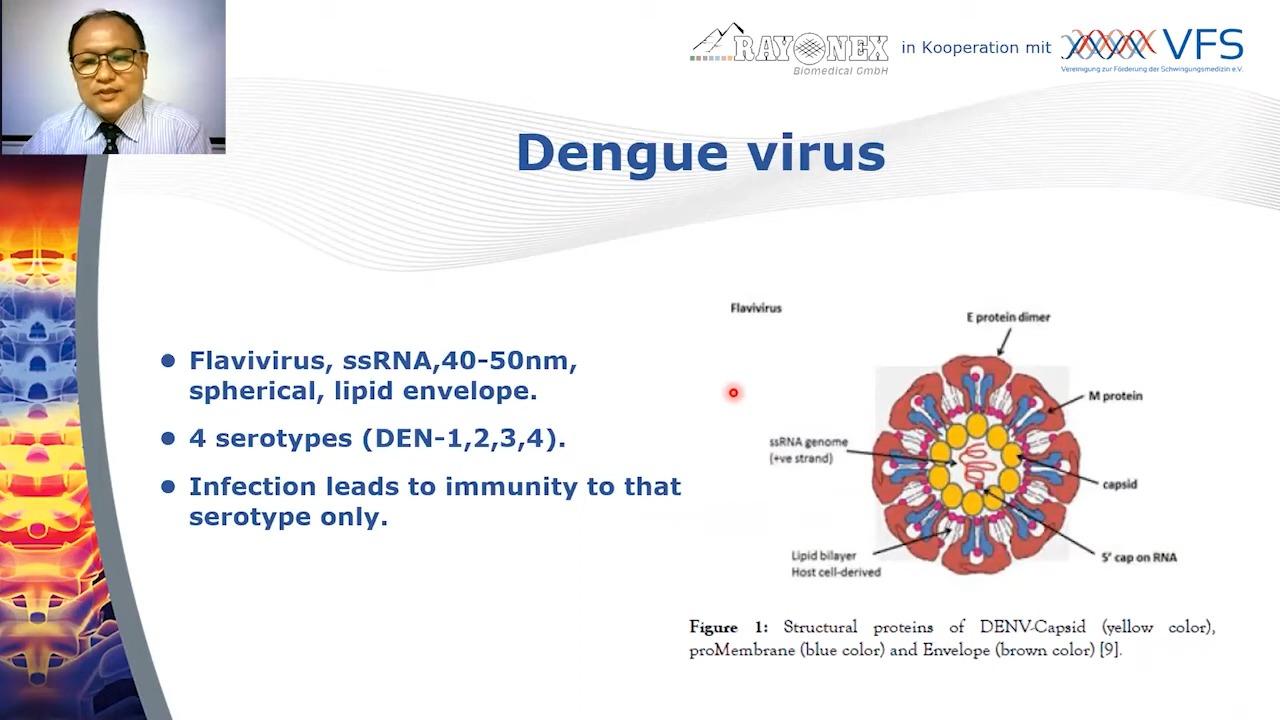 RAYONEX
Biomedical GmbH
in Kooperation mit
VFS
Vereinigung zur Förderung der Schwingungsmedizin e.V.
Dengue virus
● Flavivirus, ssRNA,40-50nm,
spherical, lipid envelope.
● 4 serotypes (DEN-1,2,3,4).
● Infection leads to immunity to that
serotype only.
Flavivirus
E protein dimer
M protein
ssRNA genome
(+ve strand)
capsid
Lipid bilayer
Host cell-derived
5' cap on RNA
Figure 1: Structural proteins of DENV-Capsid (yellow color),
proMembrane (blue color) and Envelope (brown color) [9].